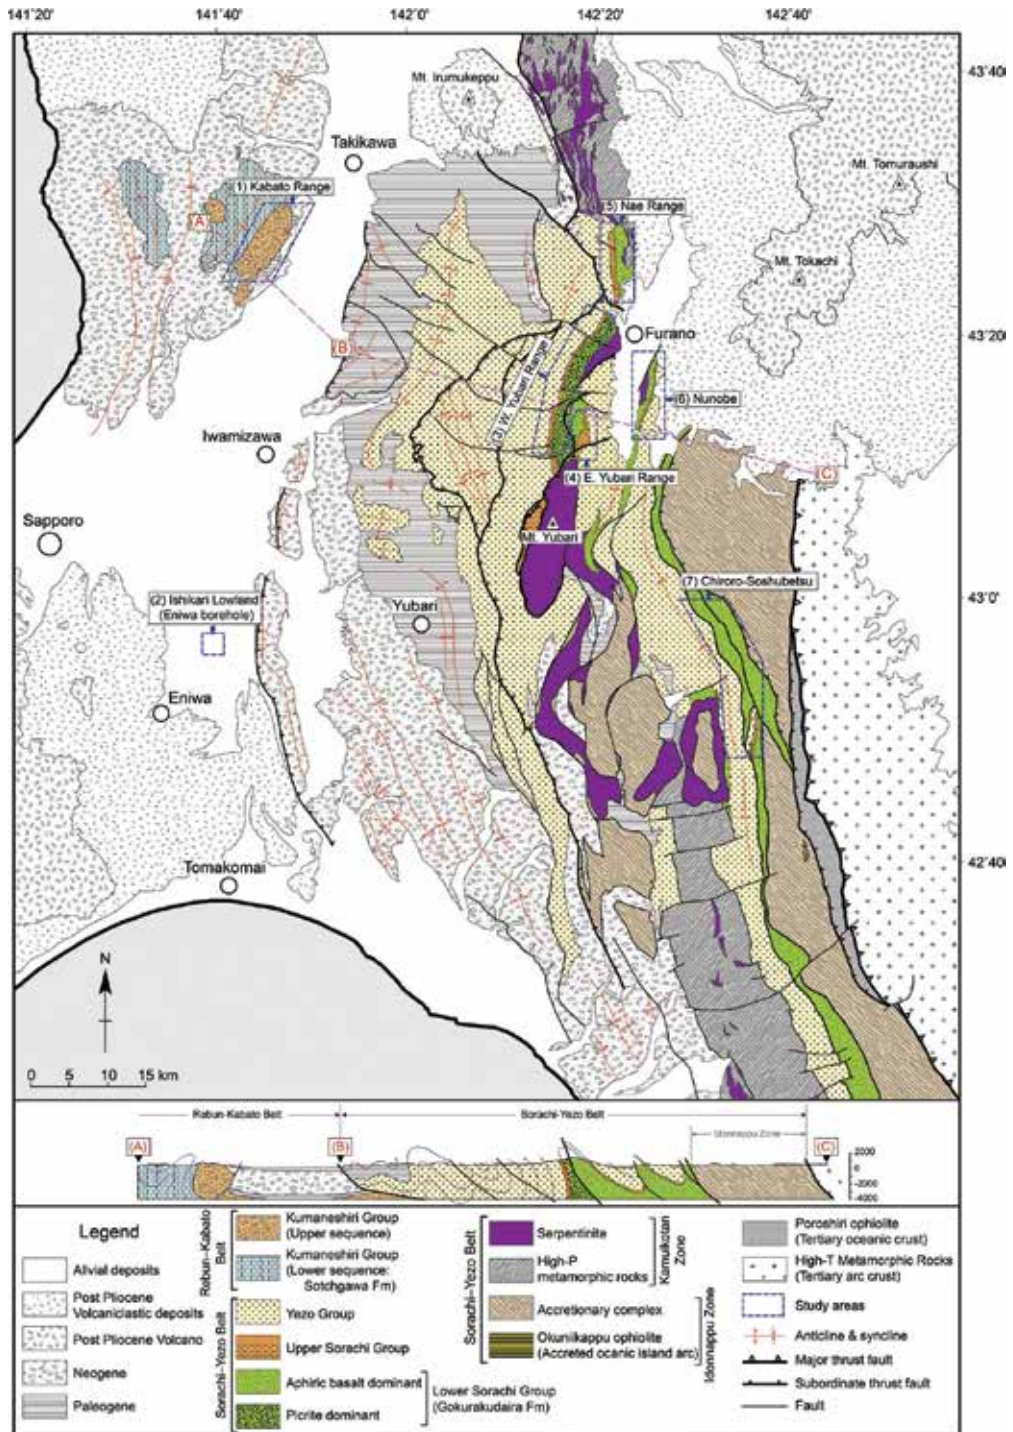 141°20' 141°40' 142°0' 142°20' 142°40'
43°40'
Mt. Irumukeppu
Takikawa
Mt. Tomuraushi
(1) Kabato Range
(A)
(5) Nae Range
Mt. Tokachi
(B)
Furano
43°20'
(3) W. Yubari Range
(6) Nunobe
Iwamizawa
(C)
(4) E. Yubari Range
Sapporo
Mt. Yubari
(2) Ishikari Lowland
(Eniwa borehole)
(7) Chiroro-Soshubetsu
43°0'
Yubari
Eniwa
Tomakomai
42°40'
N
0 5 10 15 km
Rebun-Kabato Belt
Sorachi-Yezo Belt
Idonnappu Zone
(A) (B) (C)
2000
0
-2000
-4000
Legend
Allvial deposits
Post Pliocene
Volcaniclastic deposits
Post Pliocene Volcano
Neogene
Paleogene
Rebun-Kabato
Belt
Kumaneshiri Group
(Upper sequence)
Kumaneshiri Group
(Lower sequence:
Sotchgawa Fm)
Sorachi-Yezo Belt
Yezo Group
Upper Sorachi Group
Aphiric basalt dominant
Picrite dominant
Lower Sorachi Group
(Gokurakudaira Fm)
Sorachi-Yezo Belt
Serpentinite
High-P
metamorphic rocks
Kamuikotan
Zone
Accretionary complex
Okuniikappu ophiolite
(Accreted ocanic island arc)
Idonnappu Zone
Poroshiri ophiolite
(Tertiary oceanic crust)
High-T Metamorphic Rocks
(Tertiary arc crust)
Study areas
Anticline & syncline
Major thrust fault
Subordinate thrust fault
Fault